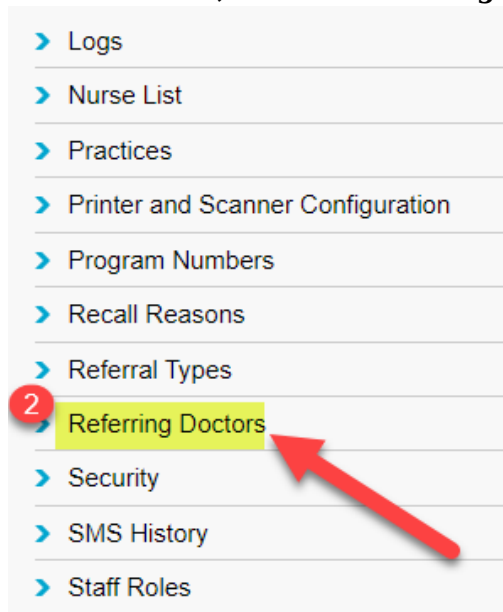 Logs
Nurse List
Practices
Printer and Scanner Configuration
Program Numbers
Recall Reasons
Referral Types
2
Referring Doctors
Security
SMS History
Staff Roles